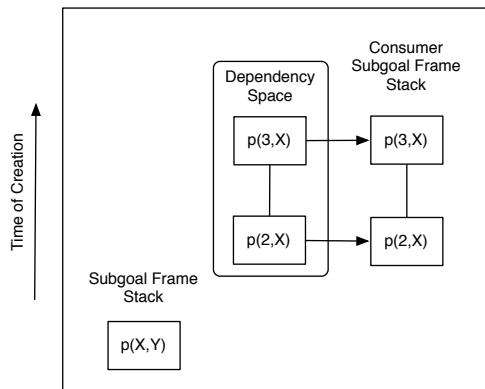 Consumer
Subgoal Frame
Stack
Dependency
Space
p(3,X)
p(3,X)
p(2,X)
p(2,X)
Time of Creation
Subgoal Frame
Stack
p(X,Y)